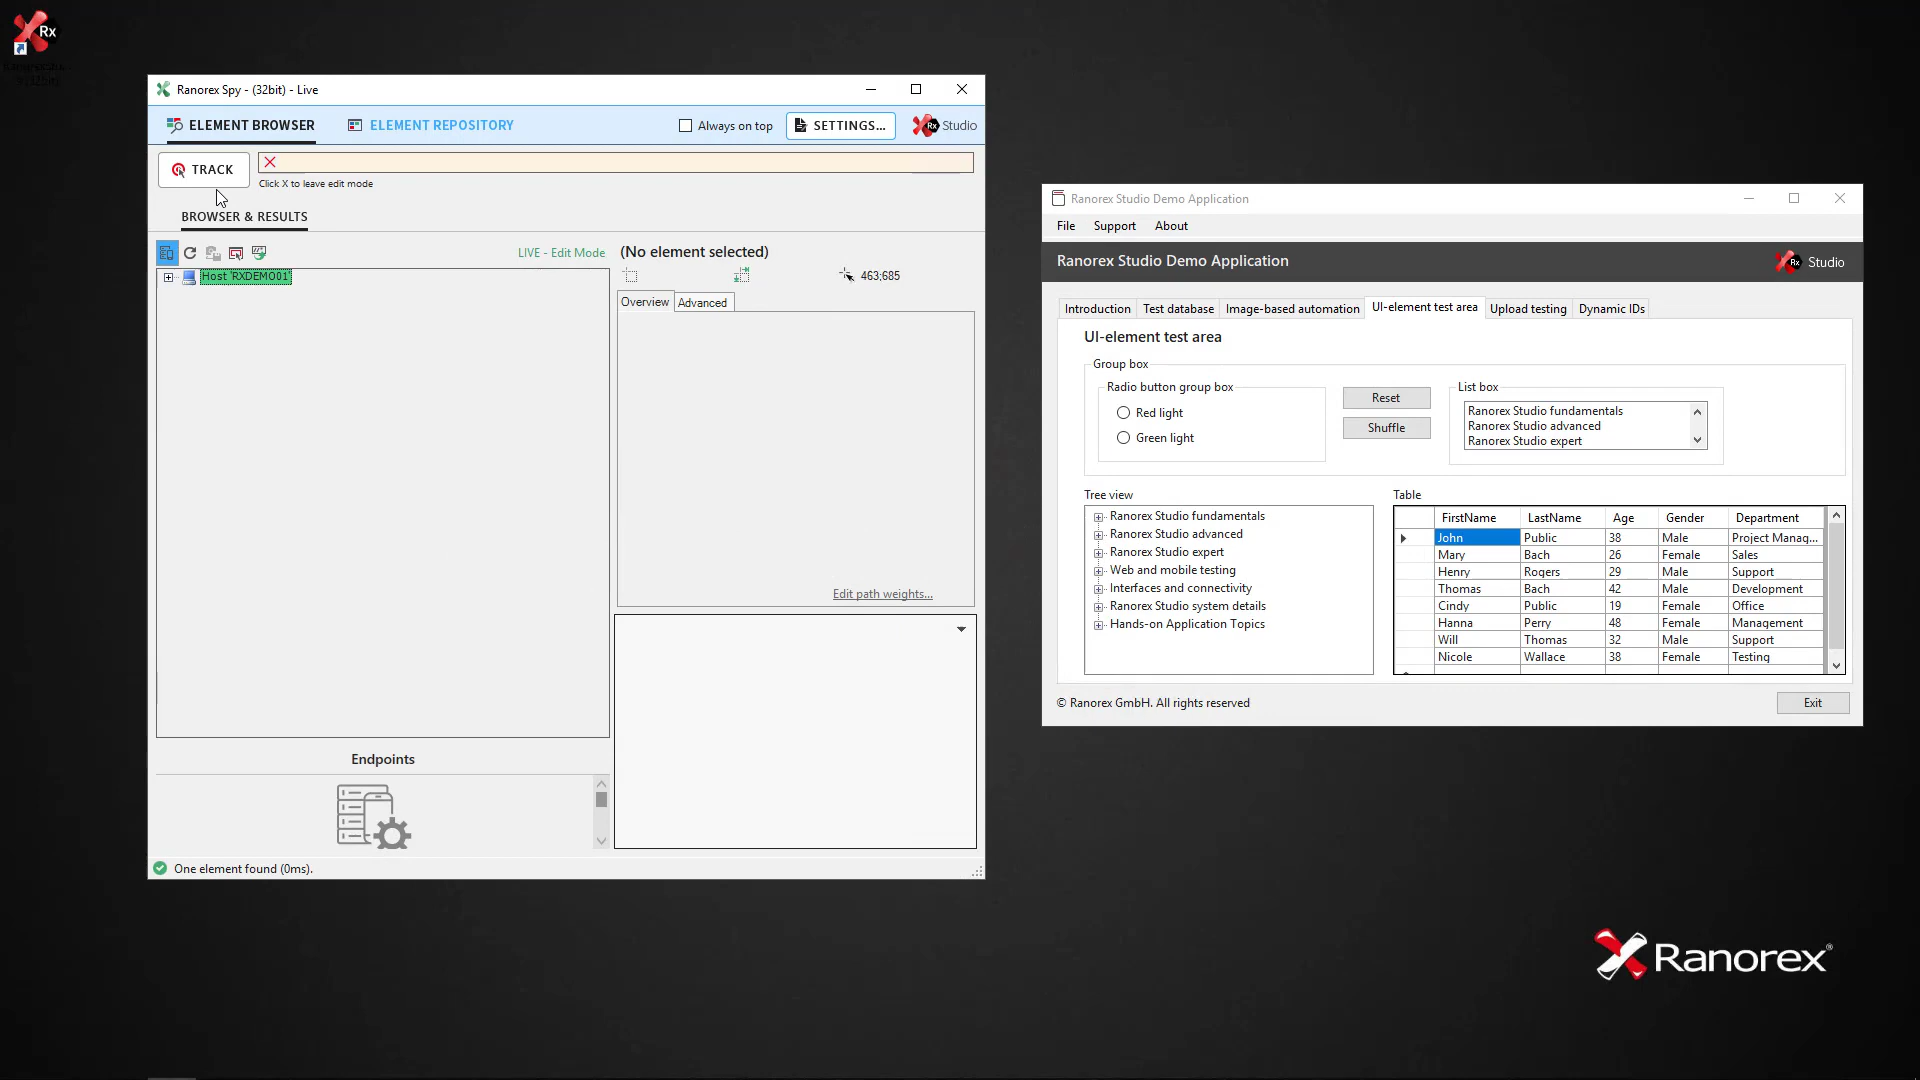 Rx
Ranorex Spy - (32bit) - Live
ELEMENT BROWSER
ELEMENT REPOSITORY
Always on top
SETTINGS...
Rx Studio
TRACK
Click X to leave edit mode
BROWSER & RESULTS
LIVE - Edit Mode
(No element selected)
463;685
Host 'RXDEMO01'
Overview
Advanced
Edit path weights...
Endpoints
One element found (0ms).
Ranorex Studio Demo Application
File
Support
About
Ranorex Studio Demo Application
Rx Studio
Introduction
Test database
Image-based automation
UI-element test area
Upload testing
Dynamic IDs
UI-element test area
Group box
Radio button group box
Red light
Green light
Reset
Shuffle
List box
Ranorex Studio fundamentals
Ranorex Studio advanced
Ranorex Studio expert
Tree view
Ranorex Studio fundamentals
Ranorex Studio advanced
Ranorex Studio expert
Web and mobile testing
Interfaces and connectivity
Ranorex Studio system details
Hands-on Application Topics
Table
FirstName LastName Age Gender Department
John Public 38 Male Project Manag...
Mary Bach 26 Female Sales
Henry Rogers 29 Male Support
Thomas Bach 42 Male Development
Cindy Public 19 Female Office
Hanna Perry 48 Female Management
Will Thomas 32 Male Support
Nicole Wallace 38 Female Testing
© Ranorex GmbH. All rights reserved
Exit
Ranorex®